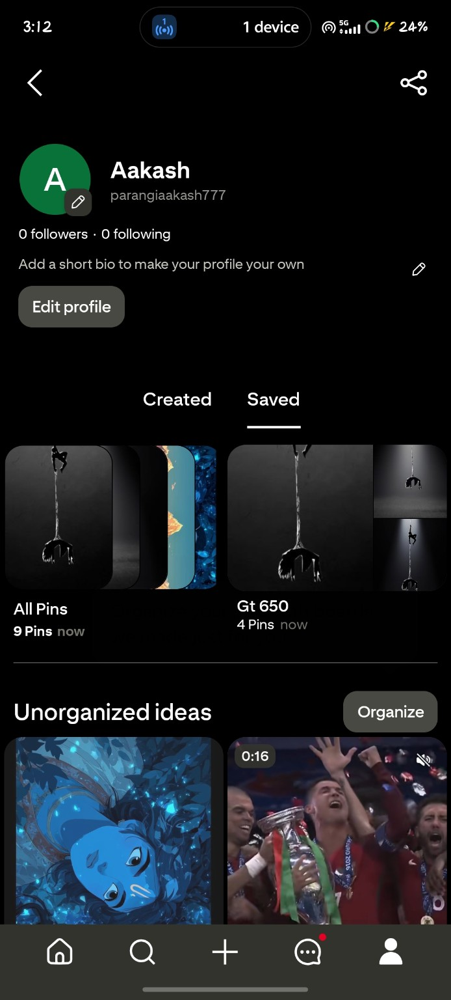 3:12
1
1 device
5G
24%
A
Aakash
parangiaakash777
0 followers · 0 following
Add a short bio to make your profile your own
Edit profile
Created
Saved
All Pins
9 Pins now
Gt 650
4 Pins now
Unorganized ideas
Organize
0:16